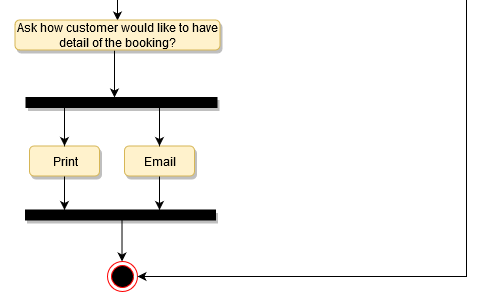 Ask how customer would like to have
detail of the booking?
Print
Email